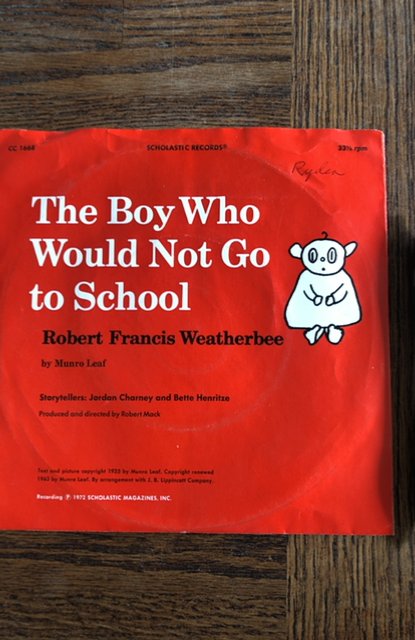 CC 1668 SCHOLASTIC RECORDS® 33⅓ rpm
The Boy Who
Would Not Go
to School
Robert Francis Weatherbee
by Munro Leaf
Storytellers: Jordan Charney and Bette Henritze
Produced and directed by Robert Mack
Text and picture copyright 1935 by Munro Leaf. Copyright renewed
1963 by Munro Leaf. By arrangement with J. B. Lippincott Company.
Recording ℗ 1972 SCHOLASTIC MAGAZINES, INC.